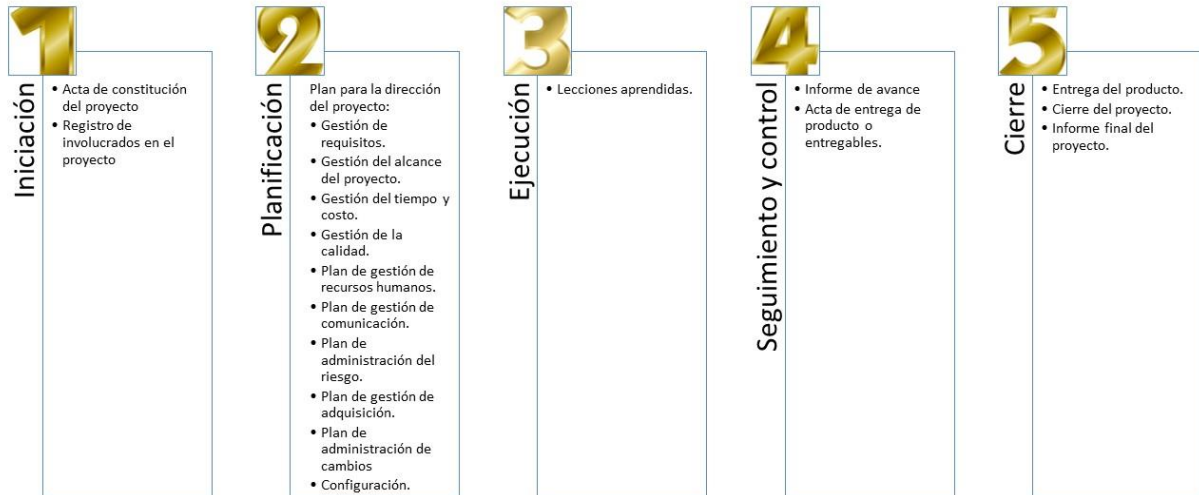 1
Iniciación
• Acta de constitución
del proyecto
• Registro de
involucrados en el
proyecto
2
Planificación
Plan para la dirección
del proyecto:
• Gestión de
requisitos.
• Gestión del alcance
del proyecto.
• Gestión del tiempo y
costo.
• Gestión de la
calidad.
• Plan de gestión de
recursos humanos.
• Plan de gestión de
comunicación.
• Plan de
administración del
riesgo.
• Plan de gestión de
adquisición.
• Plan de
administración de
cambios
• Configuración.
3
Ejecución
• Lecciones aprendidas.
4
Seguimiento y control
• Informe de avance
• Acta de entrega de
producto o
entregables.
5
Cierre
• Entrega del producto.
• Cierre del proyecto.
• Informe final del
proyecto.